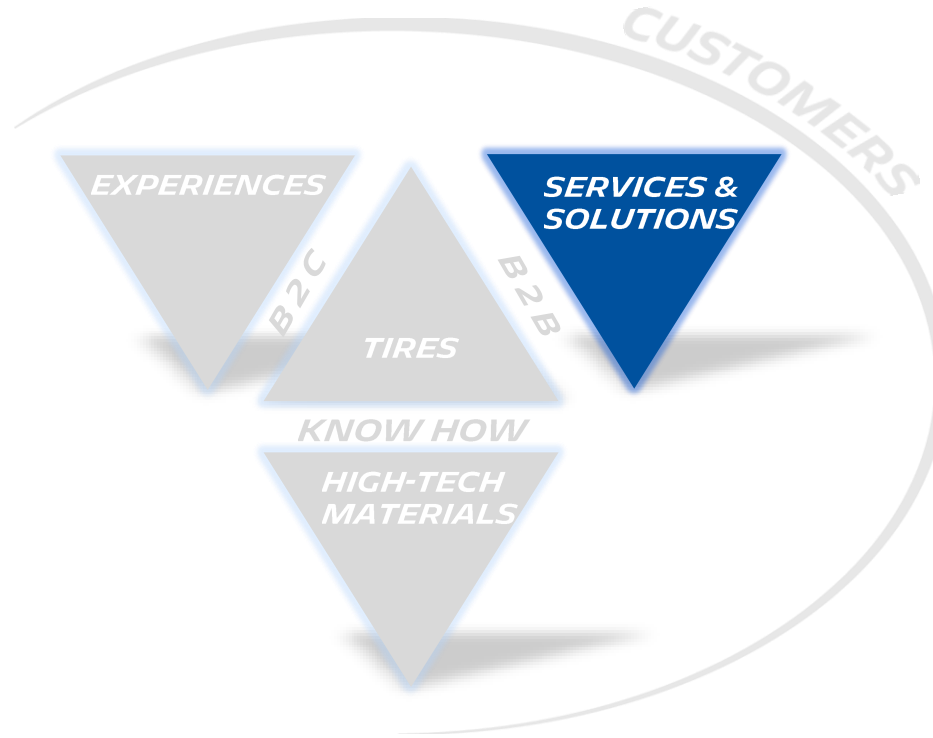 CUSTOMERS
EXPERIENCES
SERVICES &
SOLUTIONS
B2C
B2B
TIRES
KNOW HOW
HIGH-TECH
MATERIALS